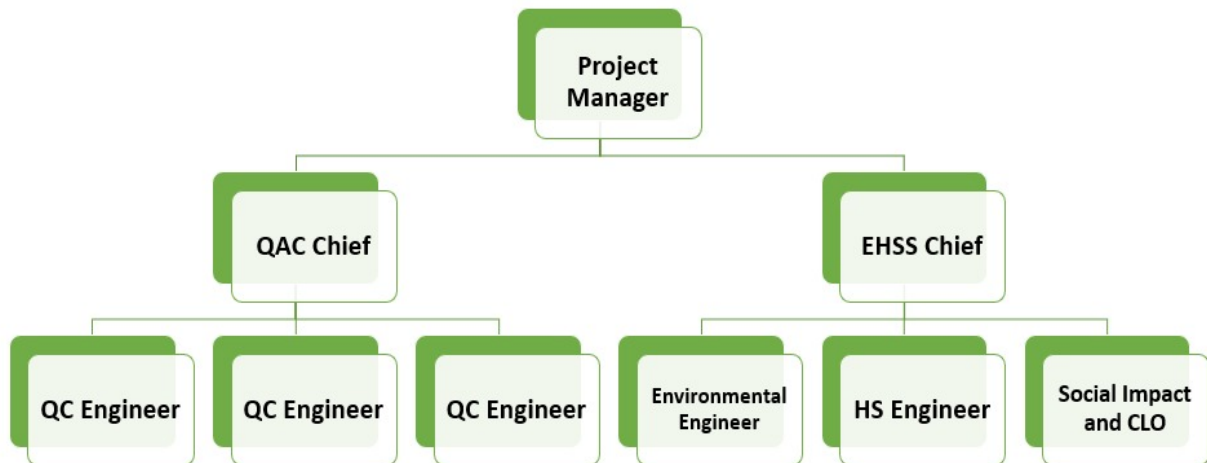 Project
Manager
QAC Chief
EHSS Chief
QC Engineer
QC Engineer
QC Engineer
Environmental
Engineer
HS Engineer
Social Impact
and CLO